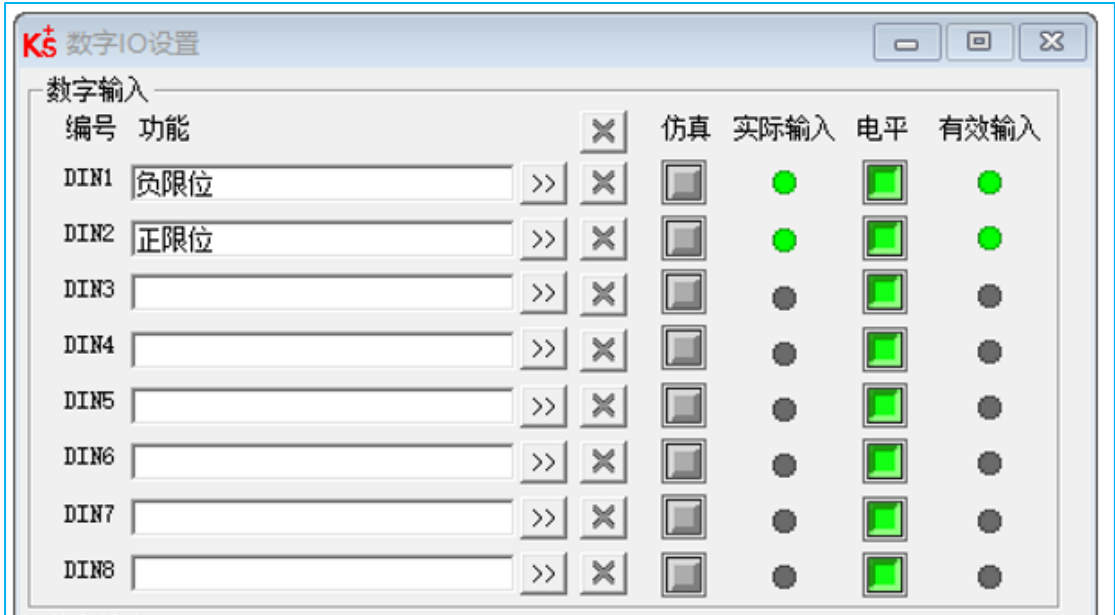 K+S 数字IO设置
数字输入
编号 功能 仿真 实际输入 电平 有效输入
DIN1 负限位 >>
DIN2 正限位 >>
DIN3 >>
DIN4 >>
DIN5 >>
DIN6 >>
DIN7 >>
DIN8 >>